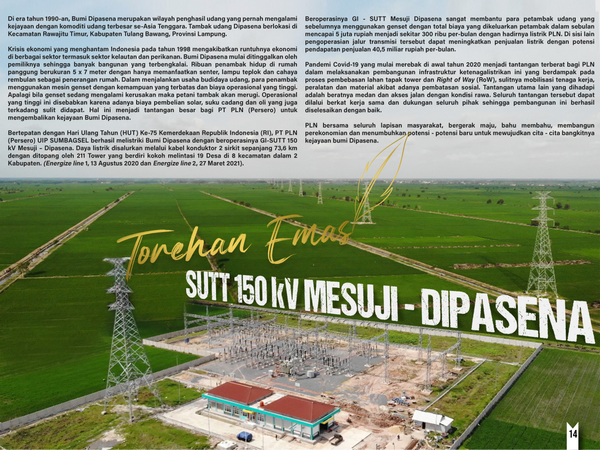 Di era tahun 1990-an, Bumi Dipasena merupakan wilayah penghasil udang yang pernah mengalami
kejayaan dengan komoditi udang terbesar se-Asia Tenggara. Tambak udang Dipasena berlokasi di
Kecamatan Rawajitu Timur, Kabupaten Tulang Bawang, Provinsi Lampung.
Krisis ekonomi yang menghantam Indonesia pada tahun 1998 mengakibatkan runtuhnya ekonomi
di berbagai sektor termasuk sektor kelautan dan perikanan. Bumi Dipasena mulai ditinggalkan oleh
pemiliknya sehingga banyak bangunan yang terbengkalai. Ribuan penambak hidup di rumah
panggung berukuran 5 x 7 meter dengan hanya memanfaatkan senter, lampu teplok dan cahaya
rembulan sebagai penerangan rumah. Dalam menjalankan usaha budidaya udang, para penambak
menggunakan mesin genset dengan kemampuan yang terbatas dan biaya operasional yang tinggi.
Apalagi bila genset sedang mengalami kerusakan maka petani tambak akan merugi. Operasional
yang tinggi ini disebabkan karena adanya biaya pembelian solar, suku cadang dan oli yang juga
terkadang sulit didapat. Hal ini menjadi tantangan besar bagi PT PLN (Persero) untuk
mengembalikan kejayaan Bumi Dipasena.
Bertepatan dengan Hari Ulang Tahun (HUT) Ke-75 Kemerdekaan Republik Indonesia (RI), PT PLN
(Persero) UIP SUMBAGSEL berhasil melistriki Bumi Dipasena dengan beroperasinya GI-SUTT 150
kV Mesuji - Dipasena. Daya listrik disalurkan melalui kabel konduktor 2 sirkit sepanjang 73,6 km
dengan ditopang oleh 211 Tower yang berdiri kokoh melintasi 19 Desa di 8 kecamatan dalam 2
Kabupaten. (Energize line 1, 13 Agustus 2020 dan Energize line 2, 27 Maret 2021).
Beroperasinya GI - SUTT Mesuji Dipasena sangat membantu para petambak udang yang
sebelumnya menggunakan genset dengan total biaya yang dikeluarkan petambak dalam sebulan
mencapai 5 juta rupiah menjadi sekitar 300 ribu per-bulan dengan hadirnya listrik PLN. Di sisi lain
pengoperasian jalur transmisi tersebut dapat meningkatkan penjualan listrik dengan potensi
pendapatan penjualan 40,5 miliar rupiah per-bulan.
Pandemi Covid-19 yang mulai merebak di awal tahun 2020 menjadi tantangan terberat bagi PLN
dalam melaksanakan pembangunan infrastruktur ketenagalistrikan ini yang berdampak pada
proses pembebasan lahan tapak tower dan Right of Way (RoW), sulitnya mobilisasi tenaga kerja,
peralatan dan material akibat adanya pembatasan sosial. Tantangan utama lain yang dihadapi
adalah beratnya medan dan akses jalan dengan kondisi rawa. Seluruh tantangan tersebut dapat
dilalui berkat kerja sama dan dukungan seluruh pihak sehingga pembangunan ini berhasil
diselesaikan dengan baik.
PLN bersama seluruh lapisan masyarakat, bergerak maju, bahu membahu, membangun
perekonomian dan menumbuhkan potensi - potensi baru untuk mewujudkan cita - cita bangkitnya
kejayaan bumi Dipasena.
Torehan Emas
SUTT 150 kV MESUJI - DIPASENA
14